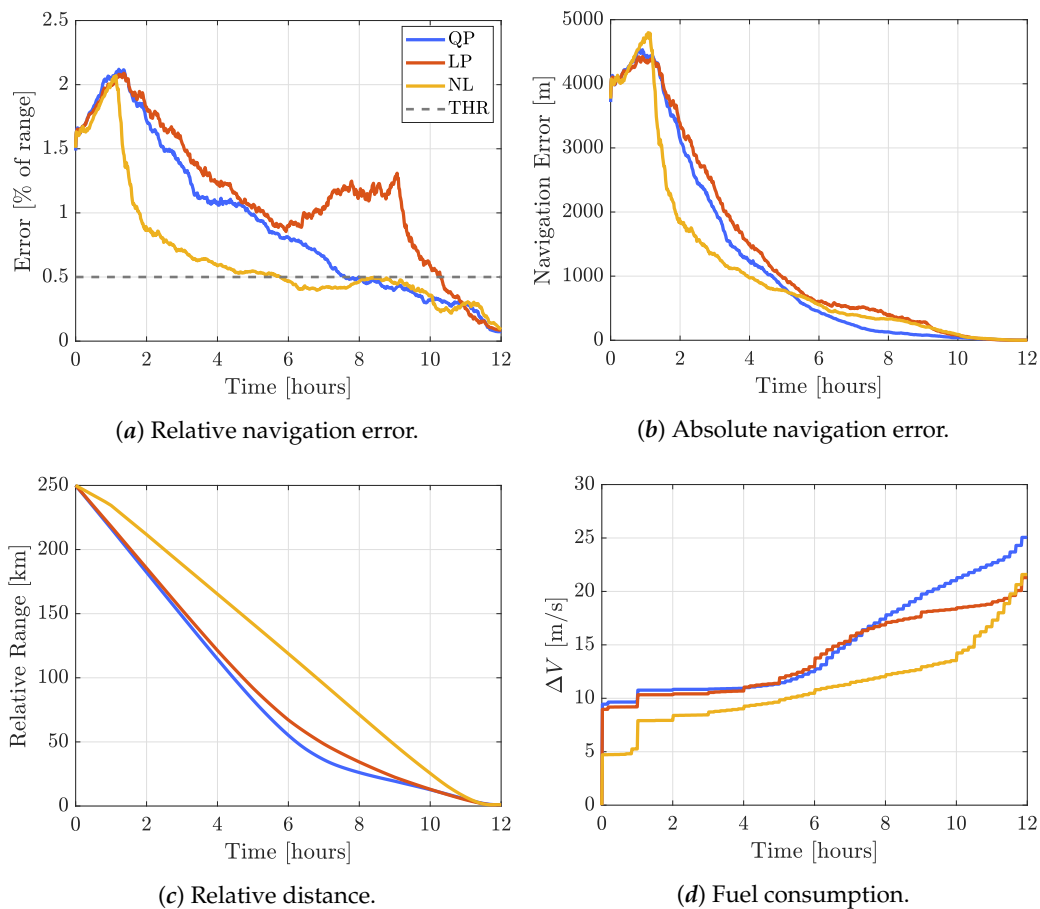 2.5
2
1.5
1
0.5
0
Error [% of range]
QP
LP
NL
THR
0 2 4 6 8 10 12
Time [hours]
(a) Relative navigation error.
5000
4000
3000
2000
1000
0
Navigation Error [m]
0 2 4 6 8 10 12
Time [hours]
(b) Absolute navigation error.
250
200
150
100
50
0
Relative Range [km]
0 2 4 6 8 10 12
Time [hours]
(c) Relative distance.
30
25
20
15
10
5
0
ΔV [m/s]
0 2 4 6 8 10 12
Time [hours]
(d) Fuel consumption.